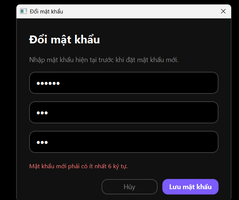 Đổi mật khẩu
Đổi mật khẩu
Nhập mật khẩu hiện tại trước khi đặt mật khẩu mới.
••••••
•••
•••
Mật khẩu mới phải có ít nhất 6 ký tự.
Hủy
Lưu mật khẩu